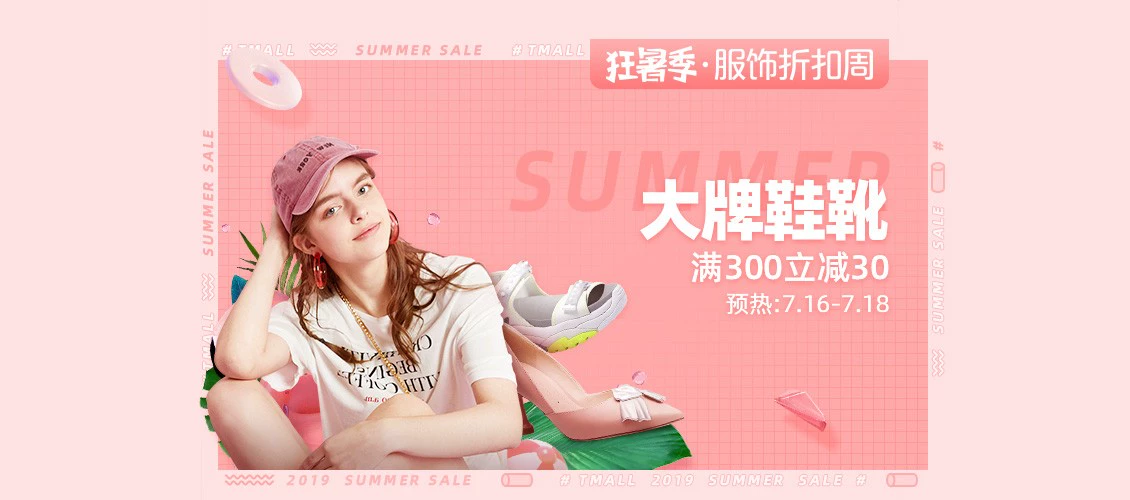 # TMALL SUMMER SALE # TMALL
狂暑季·服饰折扣周
SUMMER
大牌鞋靴
满300立减30
预热:7.16-7.18
SUMMER SALE
TMALL
# SUMMER SALE
2019 SUMMER SALE # TMALL 2019 SUMMER SALE #